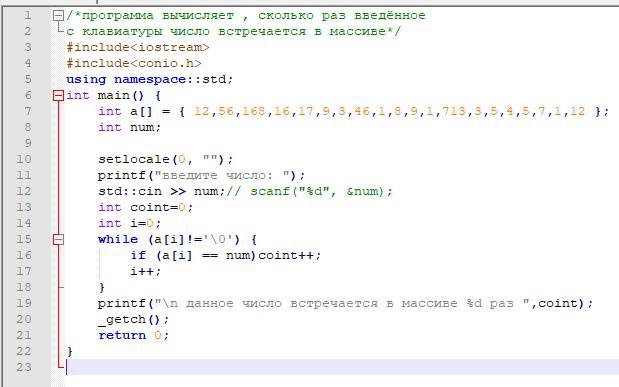 1 /*программа вычисляет , сколько раз введённое
2 с клавиатуры число встречается в массиве*/
3 #include<iostream>
4 #include<conio.h>
5 using namespace::std;
6 int main() {
7 int a[] = { 12,56,168,16,17,9,3,46,1,8,9,1,713,3,5,4,5,7,1,12 };
8 int num;
9
10 setlocale(0, "");
11 printf("введите число: ");
12 std::cin >> num;// scanf("%d", &num);
13 int coint=0;
14 int i=0;
15 while (a[i]!='\0') {
16 if (a[i] == num)coint++;
17 i++;
18 }
19 printf("\n данное число встречается в массиве %d раз ",coint);
20 _getch();
21 return 0;
22 }
23